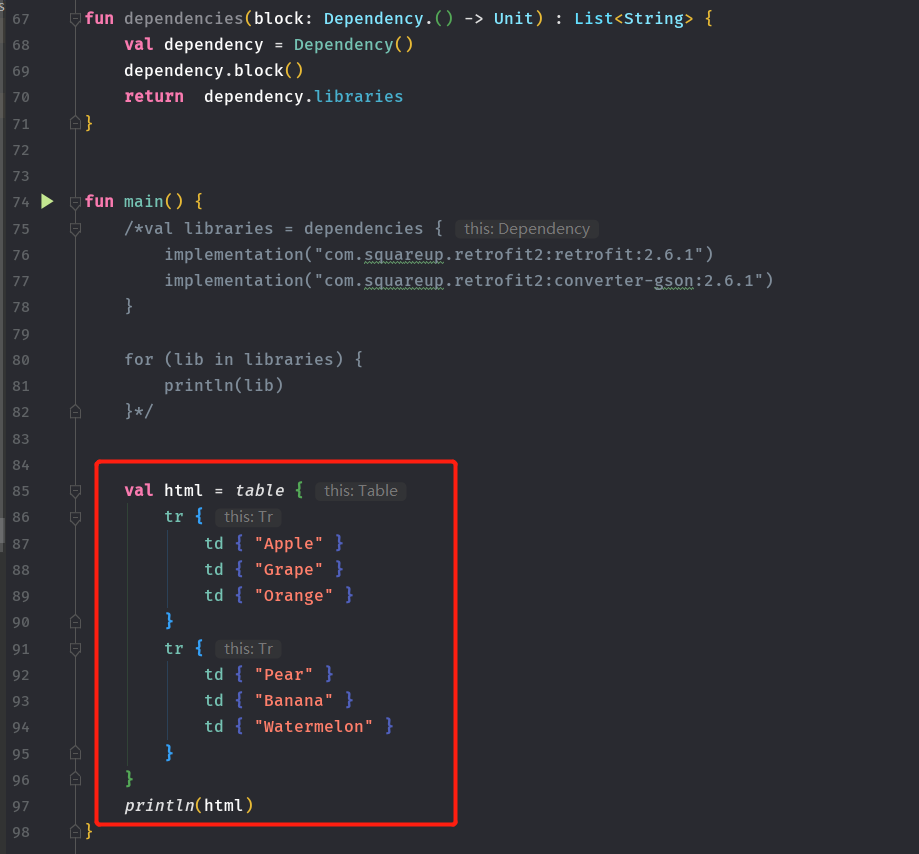 s
67 fun dependencies(block: Dependency.() -> Unit) : List<String> {
68 val dependency = Dependency()
69 dependency.block()
70 return  dependency.libraries
71 }
72
73
74 fun main() {
75 /*val libraries = dependencies { this: Dependency
76 implementation("com.squareup.retrofit2:retrofit:2.6.1")
77 implementation("com.squareup.retrofit2:converter-gson:2.6.1")
78 }
79
80 for (lib in libraries) {
81 println(lib)
82 }*/
83
84
85 val html = table { this: Table
86 tr { this: Tr
87 td { "Apple" }
88 td { "Grape" }
89 td { "Orange" }
90 }
91 tr { this: Tr
92 td { "Pear" }
93 td { "Banana" }
94 td { "Watermelon" }
95 }
96 }
97 println(html)
98 }